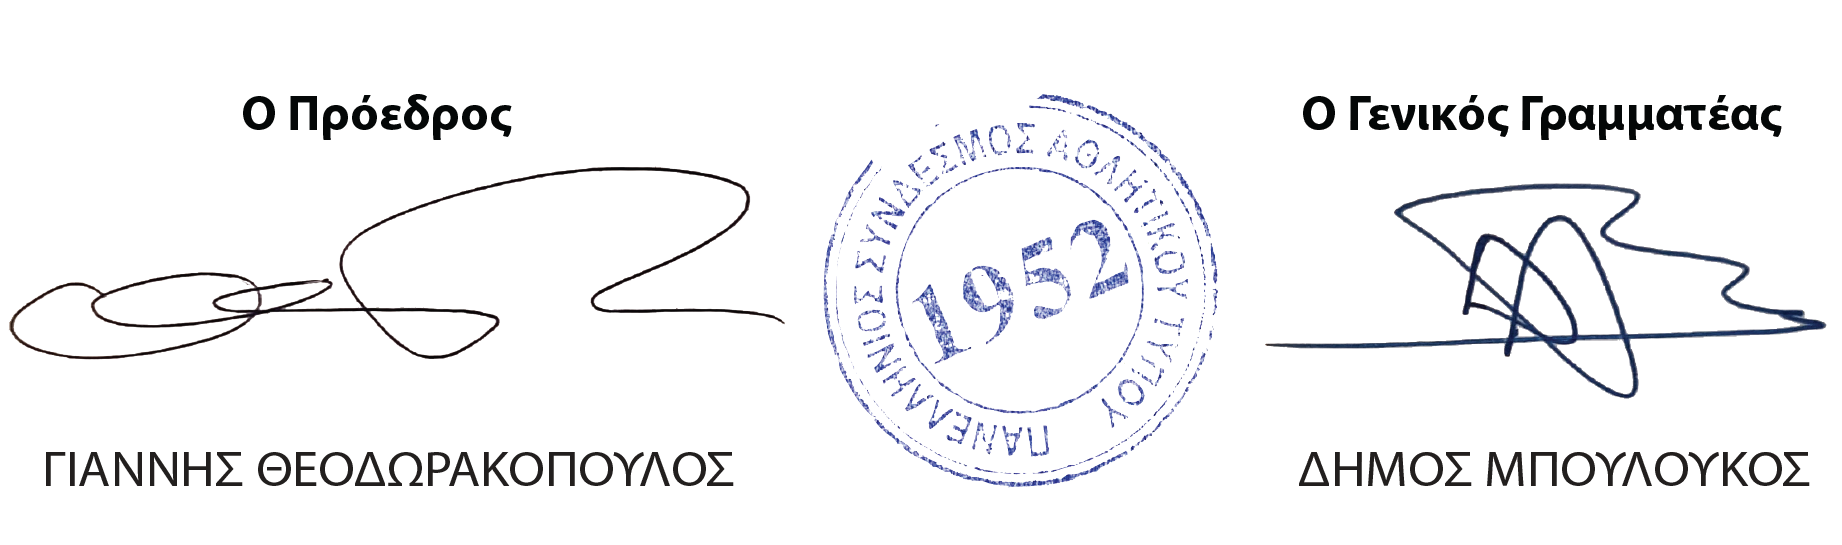 Ο Πρόεδρος
Ο Γενικός Γραμματέας
ΠΑΝΕΛΛΗΝΙΟΣ ΣΥΝΔΕΣΜΟΣ ΑΘΛΗΤΙΚΟΥ ΤΥΠΟΥ
1952
ΓΙΑΝΝΗΣ ΘΕΟΔΩΡΑΚΟΠΟΥΛΟΣ
ΔΗΜΟΣ ΜΠΟΥΛΟΥΚΟΣ